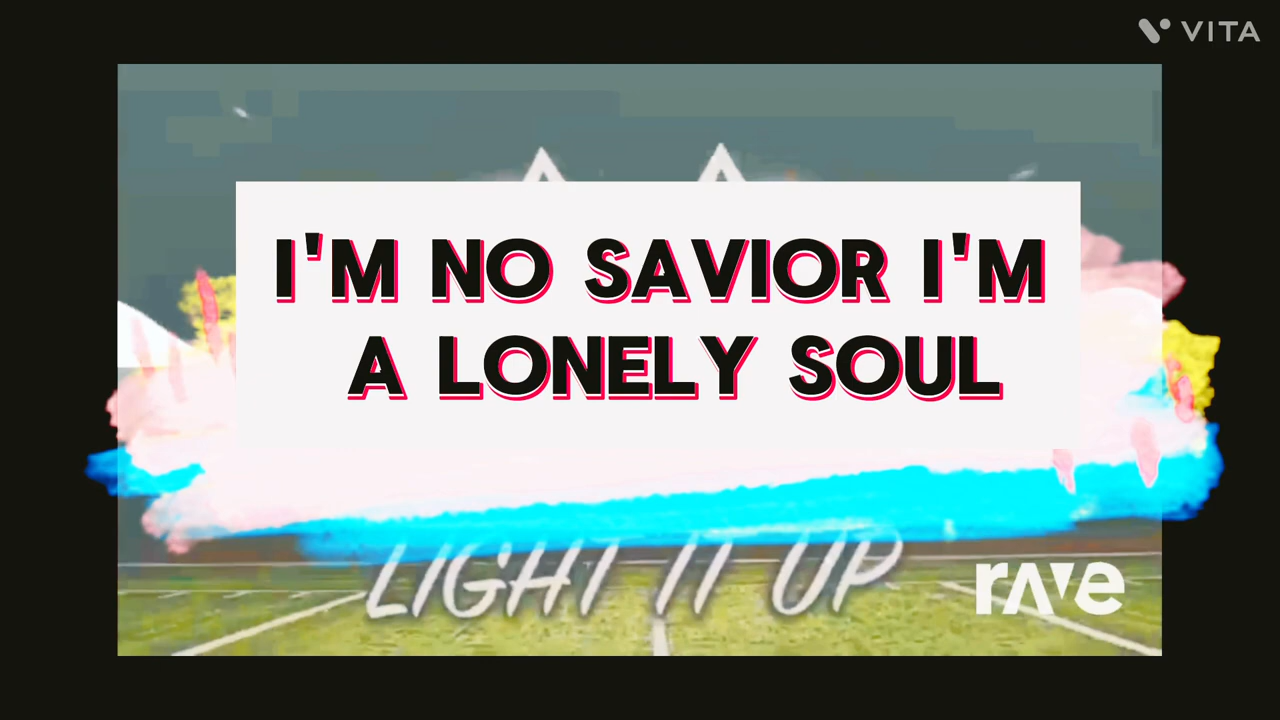 VITA
I'M NO SAVIOR I'M
A LONELY SOUL
LIGHT IT UP
rave